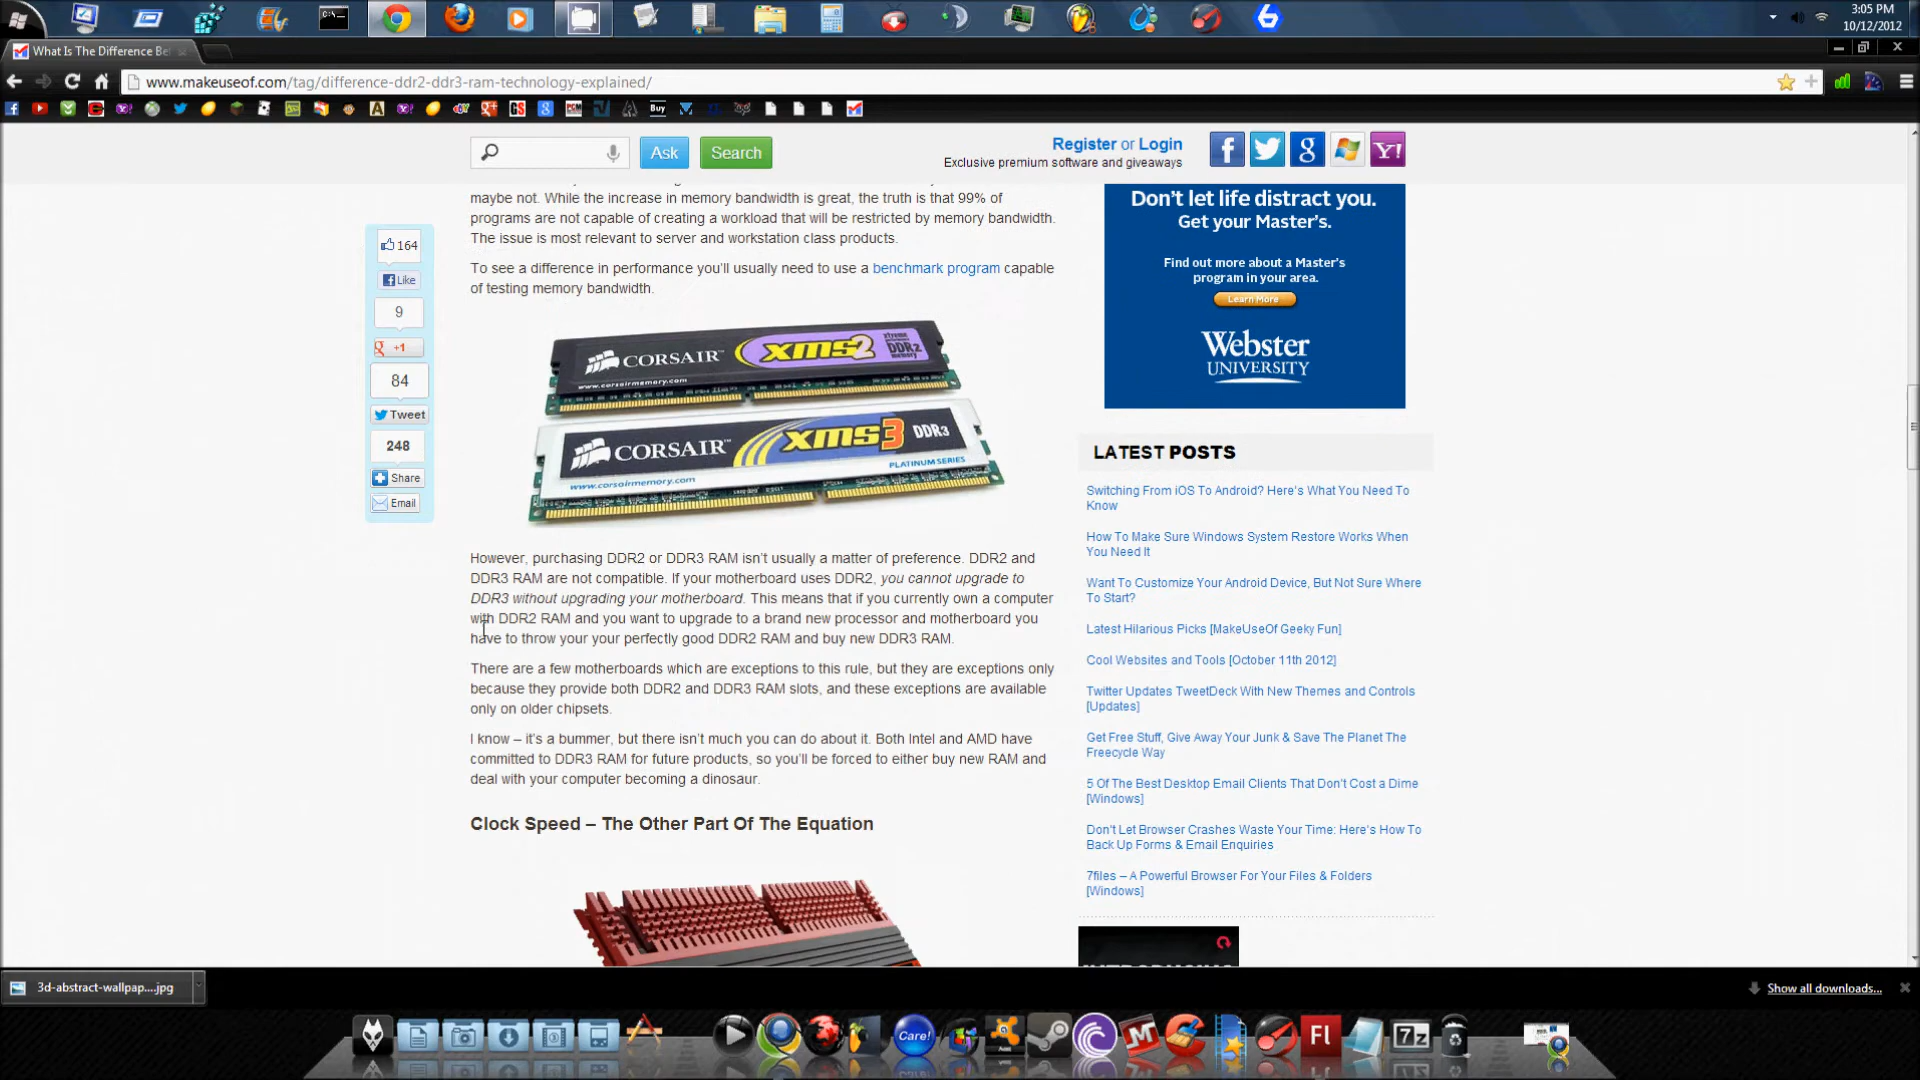 3:05 PM
10/12/2012
What Is The Difference Be
www.makeuseof.com/tag/difference-ddr2-ddr3-ram-technology-explained/
Buy
Ask
Search
Register or Login
Exclusive premium software and giveaways
maybe not. While the increase in memory bandwidth is great, the truth is that 99% of
programs are not capable of creating a workload that will be restricted by memory bandwidth.
The issue is most relevant to server and workstation class products.
To see a difference in performance you'll usually need to use a benchmark program capable
of testing memory bandwidth.
164
Like
9
+1
84
Tweet
248
Share
Email
CORSAIR™ xms2 xtreme DDR2 memory
www.corsairmemory.com
CORSAIR™ xms3 DDR3
PLATINUM SERIES
www.corsairmemory.com
However, purchasing DDR2 or DDR3 RAM isn't usually a matter of preference. DDR2 and
DDR3 RAM are not compatible. If your motherboard uses DDR2, you cannot upgrade to
DDR3 without upgrading your motherboard. This means that if you currently own a computer
with DDR2 RAM and you want to upgrade to a brand new processor and motherboard you
have to throw your your perfectly good DDR2 RAM and buy new DDR3 RAM.
There are a few motherboards which are exceptions to this rule, but they are exceptions only
because they provide both DDR2 and DDR3 RAM slots, and these exceptions are available
only on older chipsets.
I know – it's a bummer, but there isn't much you can do about it. Both Intel and AMD have
committed to DDR3 RAM for future products, so you'll be forced to either buy new RAM and
deal with your computer becoming a dinosaur.
Clock Speed – The Other Part Of The Equation
Don't let life distract you.
Get your Master's.
Find out more about a Master's
program in your area.
Learn More
Webster
UNIVERSITY
LATEST POSTS
Switching From iOS To Android? Here's What You Need To
Know
How To Make Sure Windows System Restore Works When
You Need It
Want To Customize Your Android Device, But Not Sure Where
To Start?
Latest Hilarious Picks [MakeUseOf Geeky Fun]
Cool Websites and Tools [October 11th 2012]
Twitter Updates TweetDeck With New Themes and Controls
[Updates]
Get Free Stuff, Give Away Your Junk & Save The Planet The
Freecycle Way
5 Of The Best Desktop Email Clients That Don't Cost a Dime
[Windows]
Don't Let Browser Crashes Waste Your Time: Here's How To
Back Up Forms & Email Enquiries
7files – A Powerful Browser For Your Files & Folders
[Windows]
3d-abstract-wallpap....jpg
Show all downloads...
Care!
Fl
7z